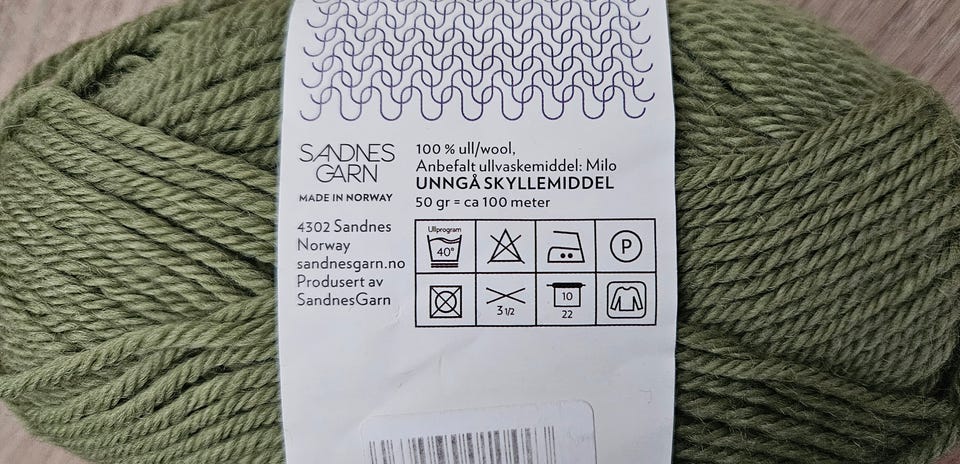 SANDNES
GARN
MADE IN NORWAY
4302 Sandnes
Norway
sandnesgarn.no
Produsert av
SandnesGarn
100 % ull/wool,
Anbefalt ullvaskemiddel: Milo
UNNGÅ SKYLLEMIDDEL
50 gr = ca 100 meter
Ullprogram
40°
P
3 1/2
10
22